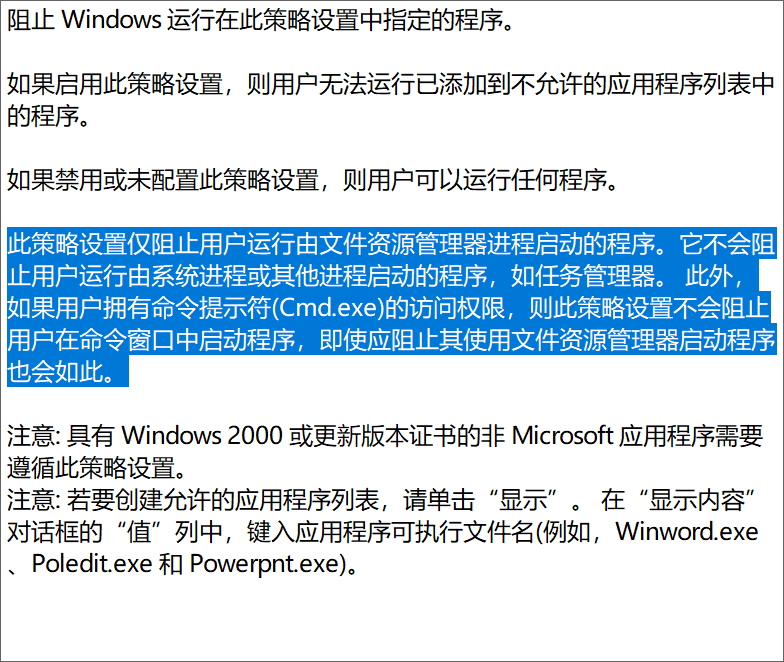 阻止 Windows 运行在此策略设置中指定的程序。
如果启用此策略设置，则用户无法运行已添加到不允许的应用程序列表中
的程序。
如果禁用或未配置此策略设置，则用户可以运行任何程序。
此策略设置仅阻止用户运行由文件资源管理器进程启动的程序。它不会阻
止用户运行由系统进程或其他进程启动的程序，如任务管理器。 此外，
如果用户拥有命令提示符(Cmd.exe)的访问权限，则此策略设置不会阻止
用户在命令窗口中启动程序，即使应阻止其使用文件资源管理器启动程序
也会如此。
注意: 具有 Windows 2000 或更新版本证书的非 Microsoft 应用程序需要
遵循此策略设置。
注意: 若要创建允许的应用程序列表，请单击“显示”。 在“显示内容”
对话框的“值”列中，键入应用程序可执行文件名(例如，Winword.exe
、Poledit.exe 和 Powerpnt.exe)。